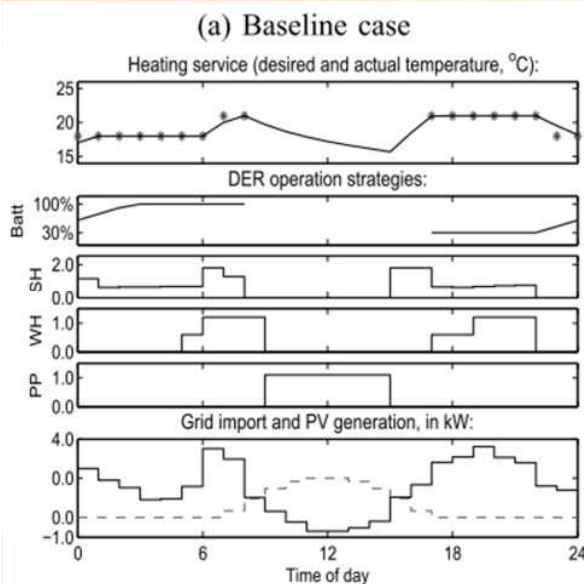 (a) Baseline case
Heating service (desired and actual temperature, °C):
25
20
15
DER operation strategies:
Batt
100%
30%
SH
2.0
0.0
WH
1.0
0.0
PP
1.0
0.0
Grid import and PV generation, in kW:
4.0
0.0
0.0
−1.0
0 6 12 18 24
Time of day